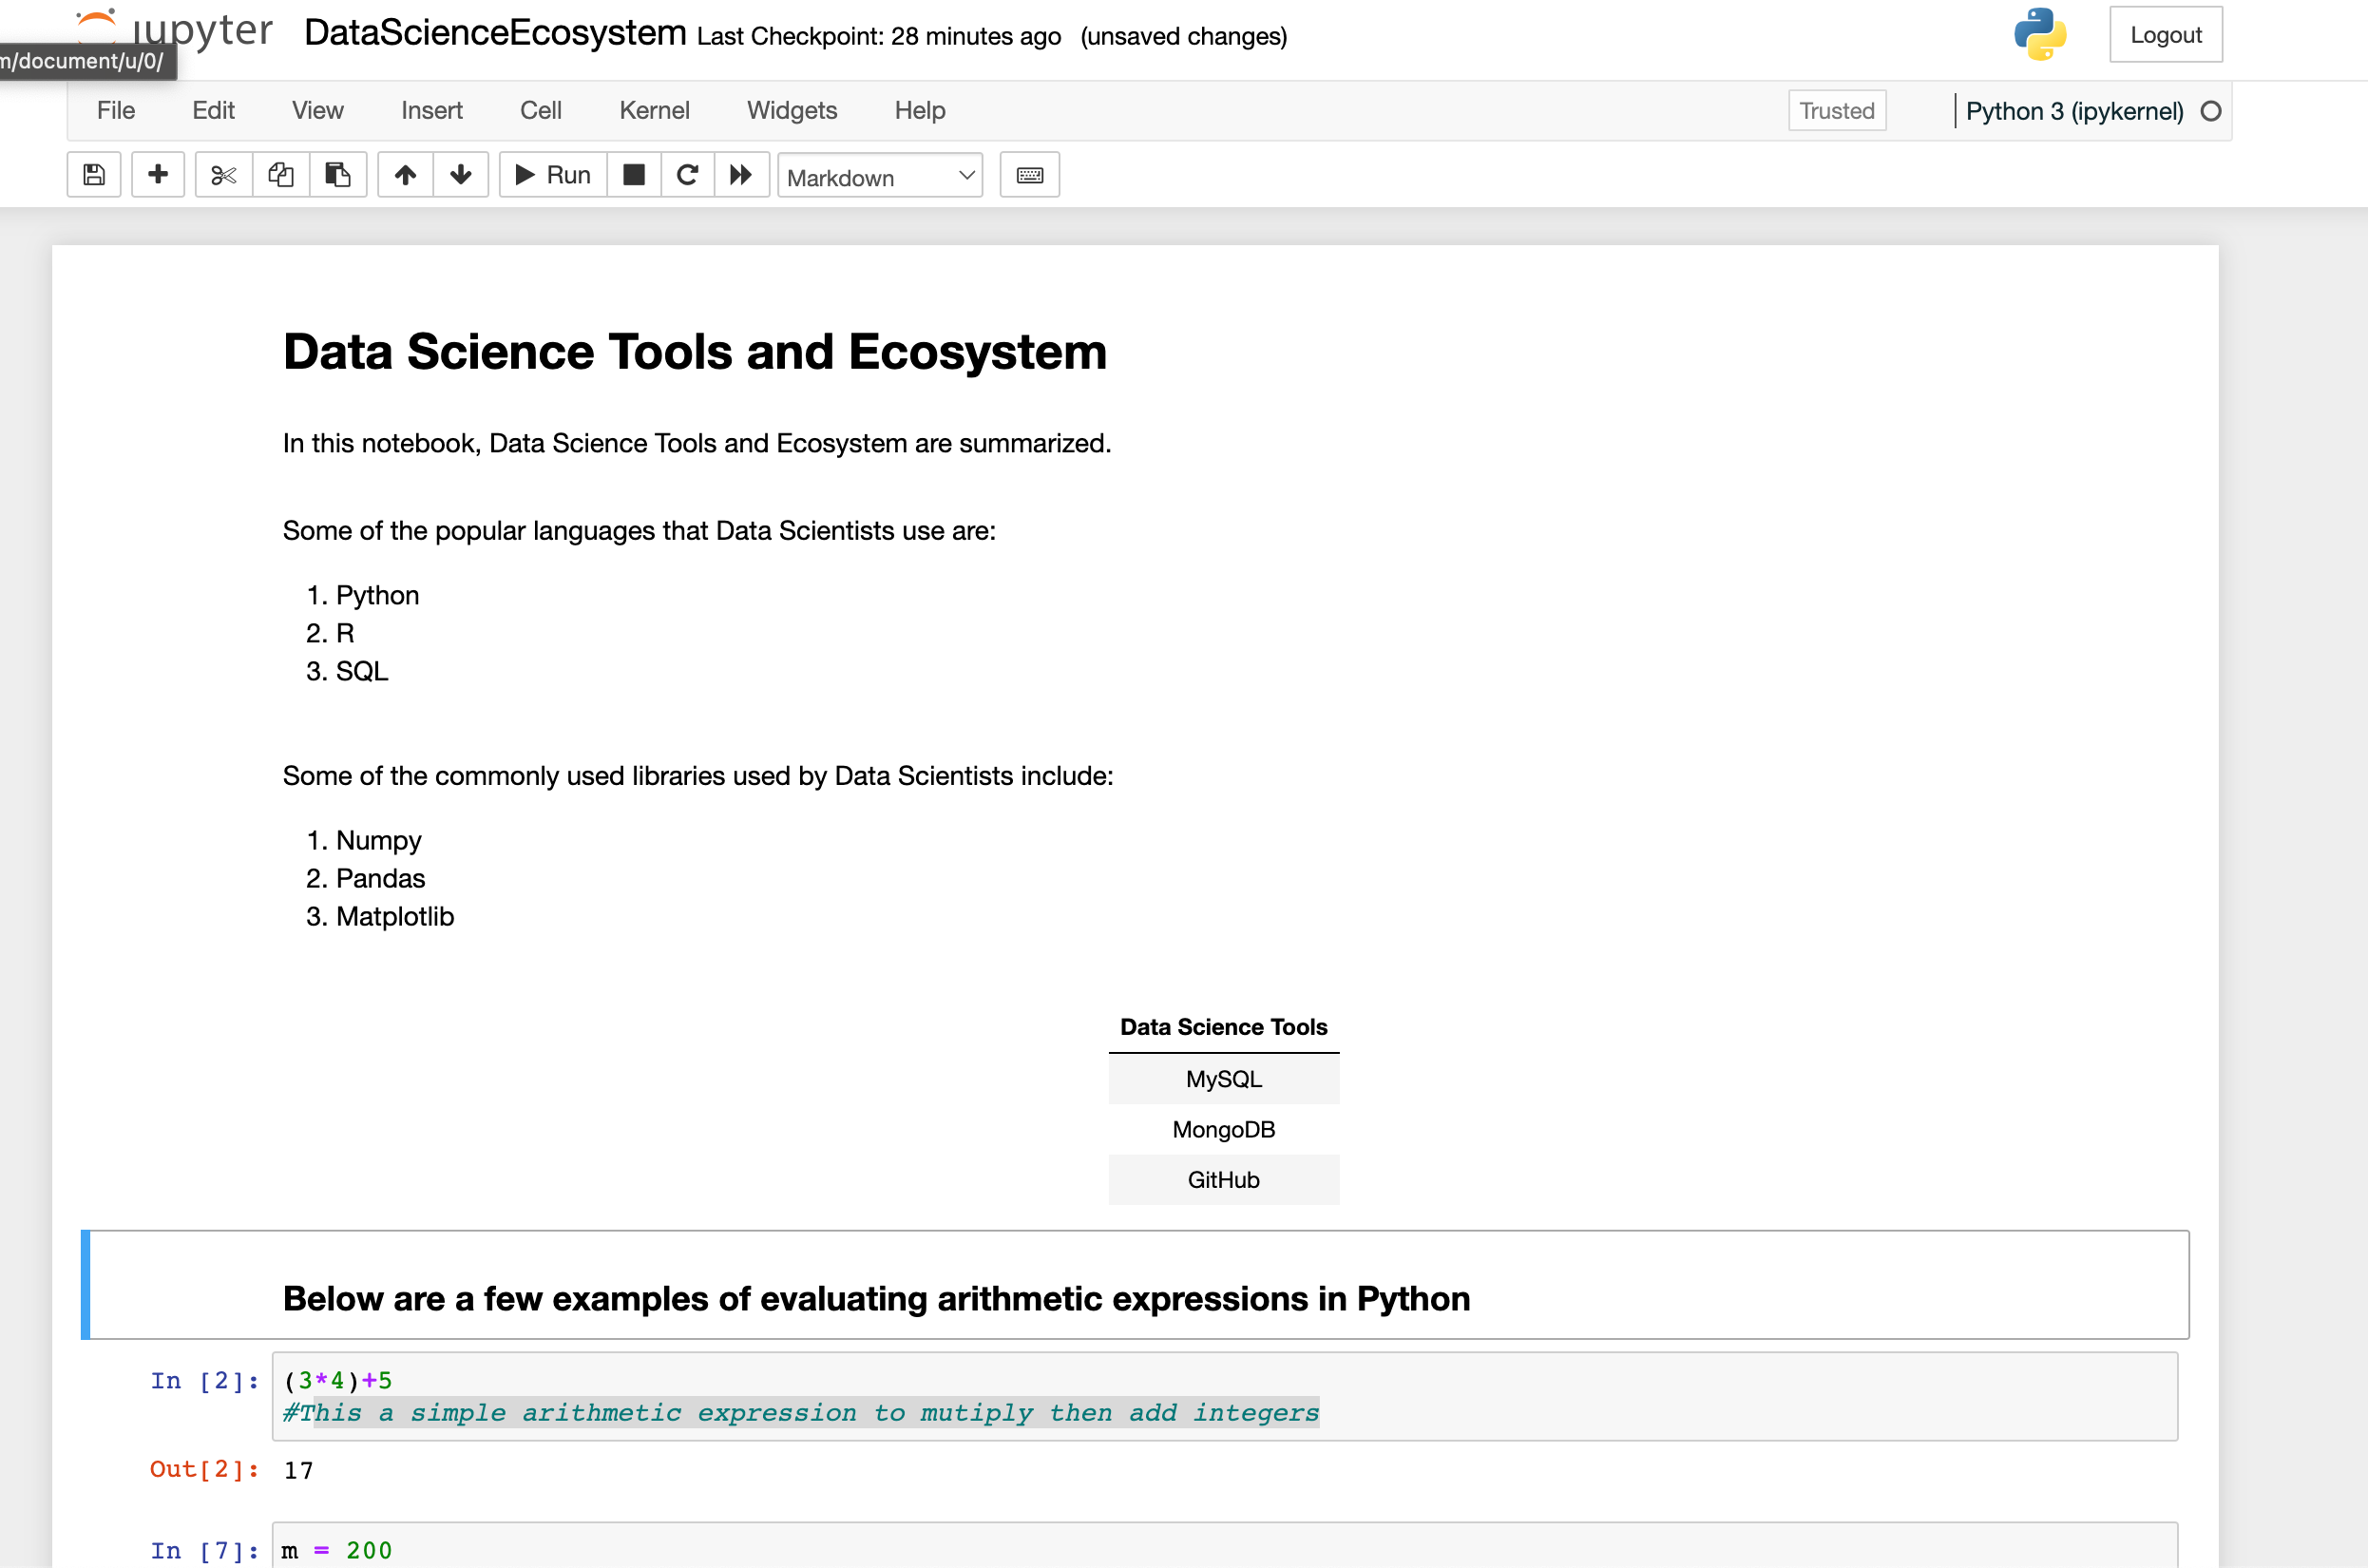 jupyter DataScienceEcosystem Last Checkpoint: 28 minutes ago (unsaved changes) Logout
m/document/u/0/
File Edit View Insert Cell Kernel Widgets Help Trusted Python 3 (ipykernel)
Run Markdown
Data Science Tools and Ecosystem
In this notebook, Data Science Tools and Ecosystem are summarized.
Some of the popular languages that Data Scientists use are:
1. Python
2. R
3. SQL
Some of the commonly used libraries used by Data Scientists include:
1. Numpy
2. Pandas
3. Matplotlib
Data Science Tools
MySQL
MongoDB
GitHub
Below are a few examples of evaluating arithmetic expressions in Python
In [2]: (3*4)+5
#This a simple arithmetic expression to mutiply then add integers
Out[2]: 17
In [7]: m = 200